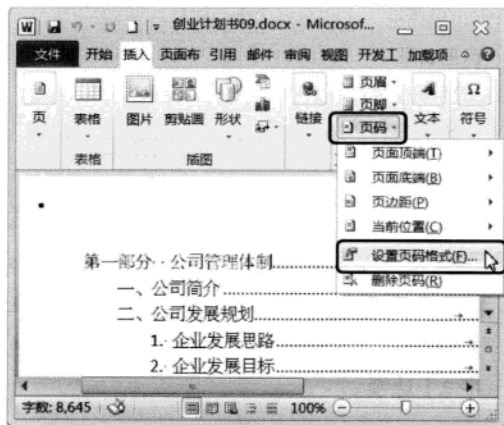 创业计划书09.docx - Microsof...
文件 开始 插入 页面布 引用 邮件 审阅 视图 开发工 加载项
页眉
页脚
页 表格 图片 剪贴画 形状 链接 页码 文本 符号
表格 插图
页面顶端(T)
页面底端(B)
页边距(P)
当前位置(C)
设置页码格式(F)...
删除页码(R)
第一部分 公司管理体制
一、公司简介
二、公司发展规划
1. 企业发展思路
2. 企业发展目标
字数: 8,645 100%